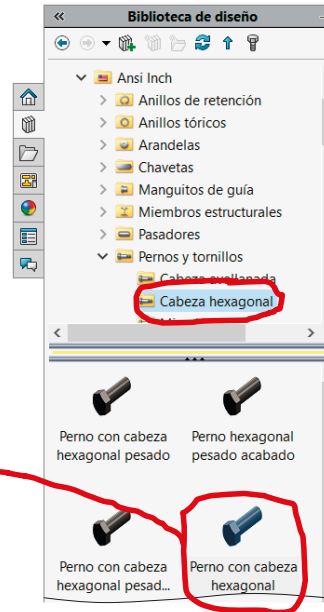 Biblioteca de diseño
Ansi Inch
Anillos de retención
Anillos tóricos
Arandelas
Chavetas
Manguitos de guía
Miembros estructurales
Pasadores
Pernos y tornillos
Cabeza avellanada
Cabeza hexagonal
Perno con cabeza
hexagonal pesado
Perno hexagonal
pesado acabado
Perno con cabeza
hexagonal pesad...
Perno con cabeza
hexagonal